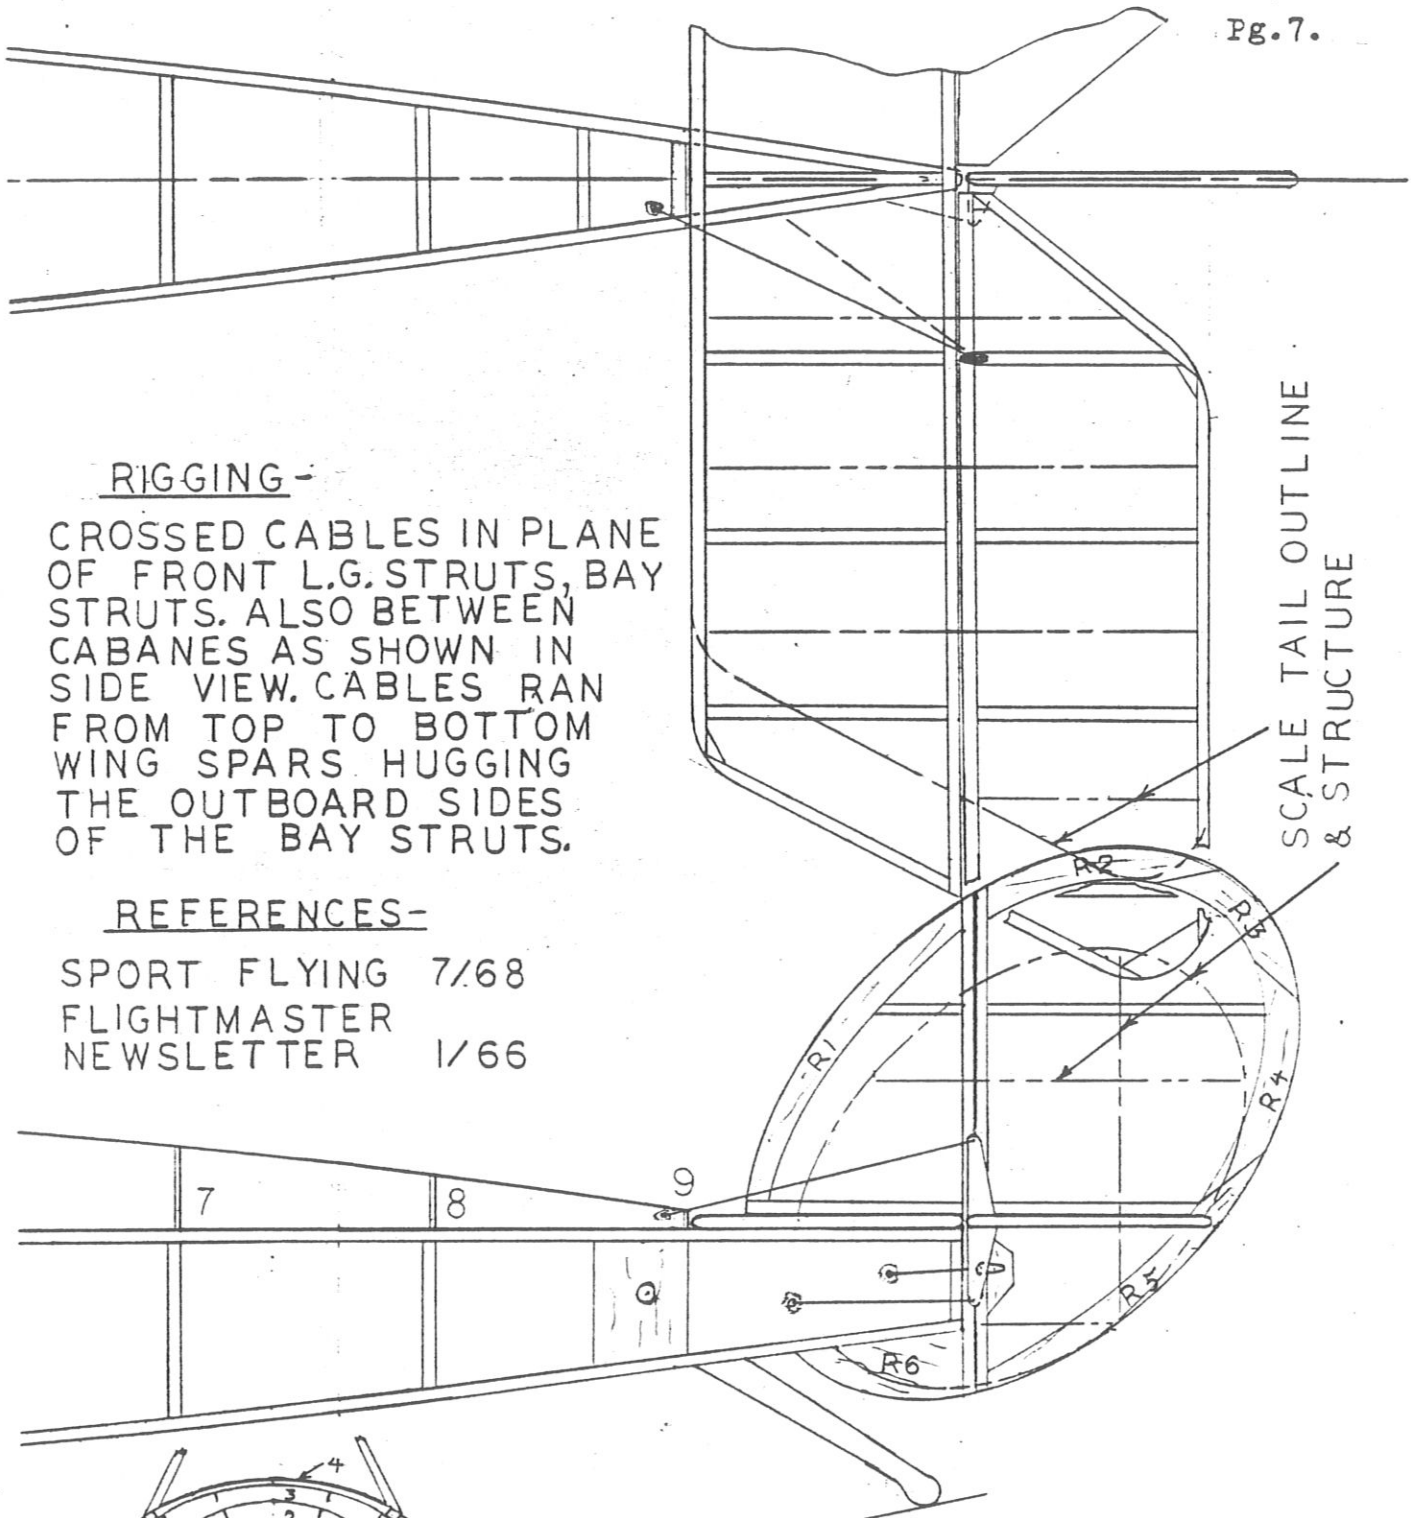 Pg.7.
RIGGING-
CROSSED CABLES IN PLANE
OF FRONT L.G. STRUTS, BAY
STRUTS. ALSO BETWEEN
CABANES AS SHOWN IN
SIDE VIEW. CABLES RAN
FROM TOP TO BOTTOM
WING SPARS HUGGING
THE OUTBOARD SIDES
OF THE BAY STRUTS.
REFERENCES-
SPORT FLYING 7/68
FLIGHTMASTER
NEWSLETTER 1/66
SCALE TAIL OUTLINE
& STRUCTURE
R2
R3
R1
R4
R5
R6
7
8
9
4
3
2